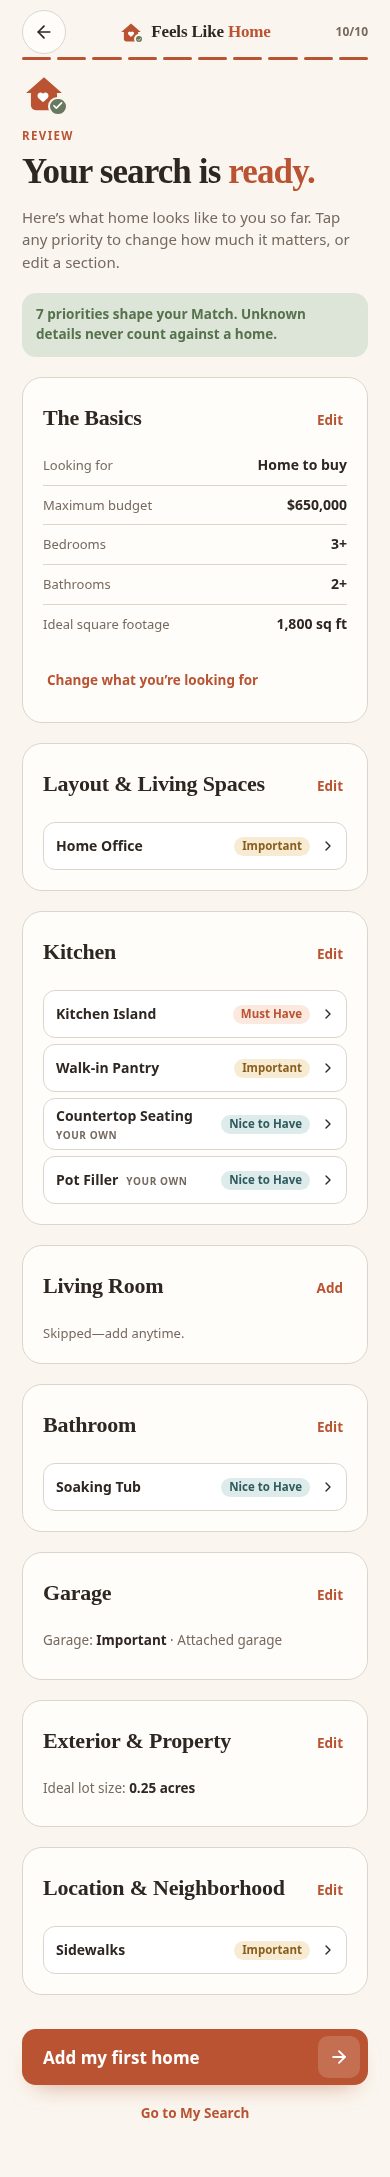 Feels Like Home
10/10
REVIEW
Your search is ready.
Here’s what home looks like to you so far. Tap
any priority to change how much it matters, or
edit a section.
7 priorities shape your Match. Unknown
details never count against a home.
The Basics
Edit
Looking for
Home to buy
Maximum budget
$650,000
Bedrooms
3+
Bathrooms
2+
Ideal square footage
1,800 sq ft
Change what you’re looking for
Layout & Living Spaces
Edit
Home Office
Important
Kitchen
Edit
Kitchen Island
Must Have
Walk-in Pantry
Important
Countertop Seating
YOUR OWN
Nice to Have
Pot Filler YOUR OWN
Nice to Have
Living Room
Add
Skipped—add anytime.
Bathroom
Edit
Soaking Tub
Nice to Have
Garage
Edit
Garage: Important · Attached garage
Exterior & Property
Edit
Ideal lot size: 0.25 acres
Location & Neighborhood
Edit
Sidewalks
Important
Add my first home
Go to My Search